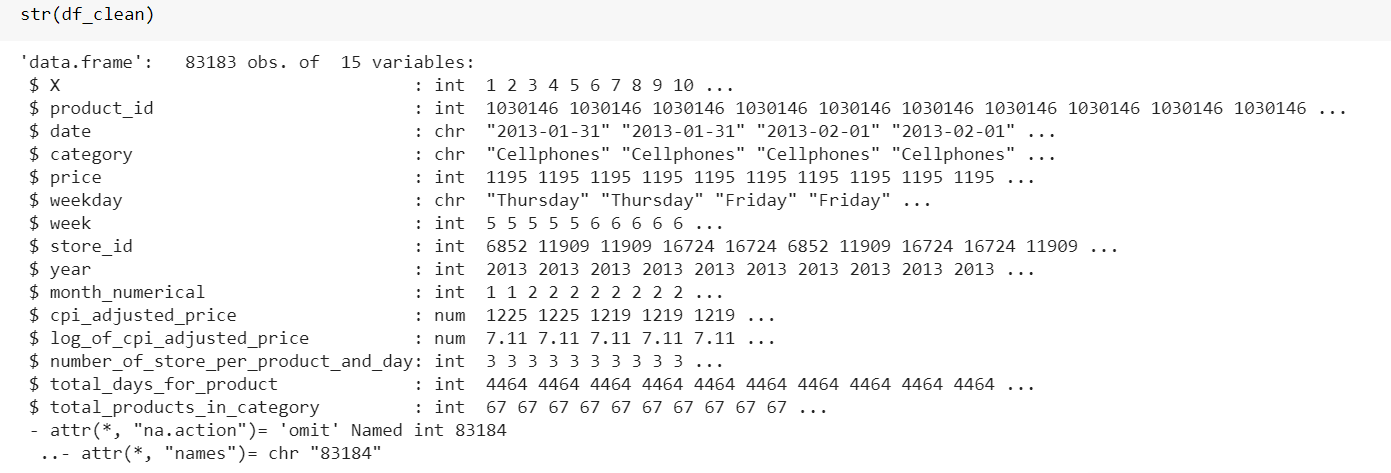 str(df_clean)
'data.frame':   83183 obs. of  15 variables:
 $ X                                  : int  1 2 3 4 5 6 7 8 9 10 ...
 $ product_id                         : int  1030146 1030146 1030146 1030146 1030146 1030146 1030146 1030146 1030146 1030146 ...
 $ date                               : chr  "2013-01-31" "2013-01-31" "2013-02-01" "2013-02-01" ...
 $ category                           : chr  "Cellphones" "Cellphones" "Cellphones" "Cellphones" ...
 $ price                              : int  1195 1195 1195 1195 1195 1195 1195 1195 1195 1195 ...
 $ weekday                            : chr  "Thursday" "Thursday" "Friday" "Friday" ...
 $ week                               : int  5 5 5 5 5 6 6 6 6 6 ...
 $ store_id                           : int  6852 11909 11909 16724 16724 6852 11909 16724 16724 11909 ...
 $ year                               : int  2013 2013 2013 2013 2013 2013 2013 2013 2013 2013 ...
 $ month_numerical                    : int  1 1 2 2 2 2 2 2 2 2 ...
 $ cpi_adjusted_price                 : num  1225 1225 1219 1219 1219 ...
 $ log_of_cpi_adjusted_price          : num  7.11 7.11 7.11 7.11 7.11 ...
 $ number_of_store_per_product_and_day: int  3 3 3 3 3 3 3 3 3 3 ...
 $ total_days_for_product             : int  4464 4464 4464 4464 4464 4464 4464 4464 4464 4464 ...
 $ total_products_in_category         : int  67 67 67 67 67 67 67 67 67 67 ...
 - attr(*, "na.action")= 'omit' Named int 83184
  ..- attr(*, "names")= chr "83184"